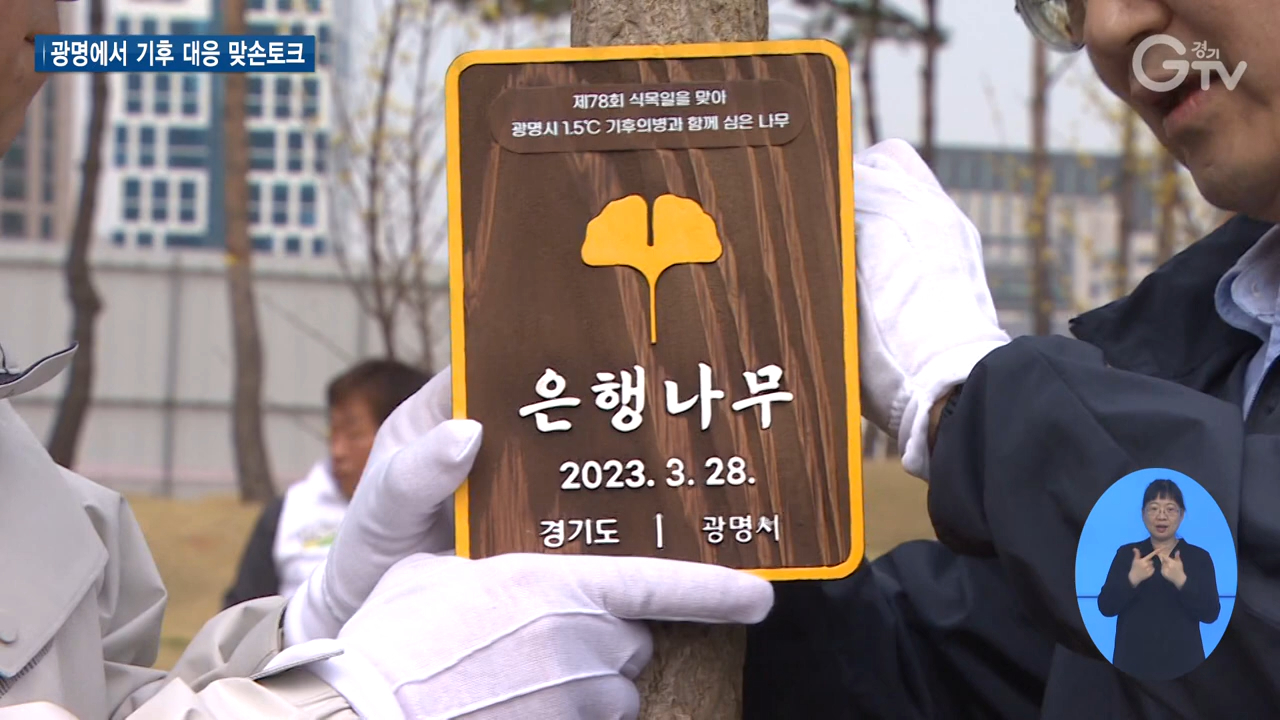 광명에서 기후 대응 맞손토크
경기
GTV
제78회 식목일을 맞아
광명시 1.5℃ 기후의병과 함께 심은 나무
은행나무
2023. 3. 28.
경기도 | 광명시